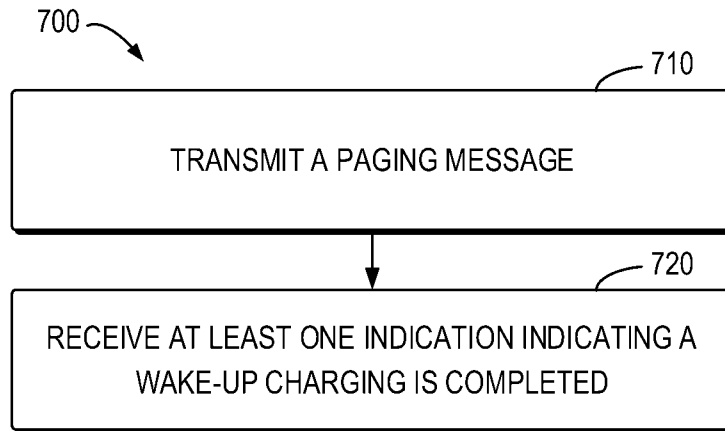 700
710
TRANSMIT A PAGING MESSAGE
720
RECEIVE AT LEAST ONE INDICATION INDICATING A
WAKE-UP CHARGING IS COMPLETED